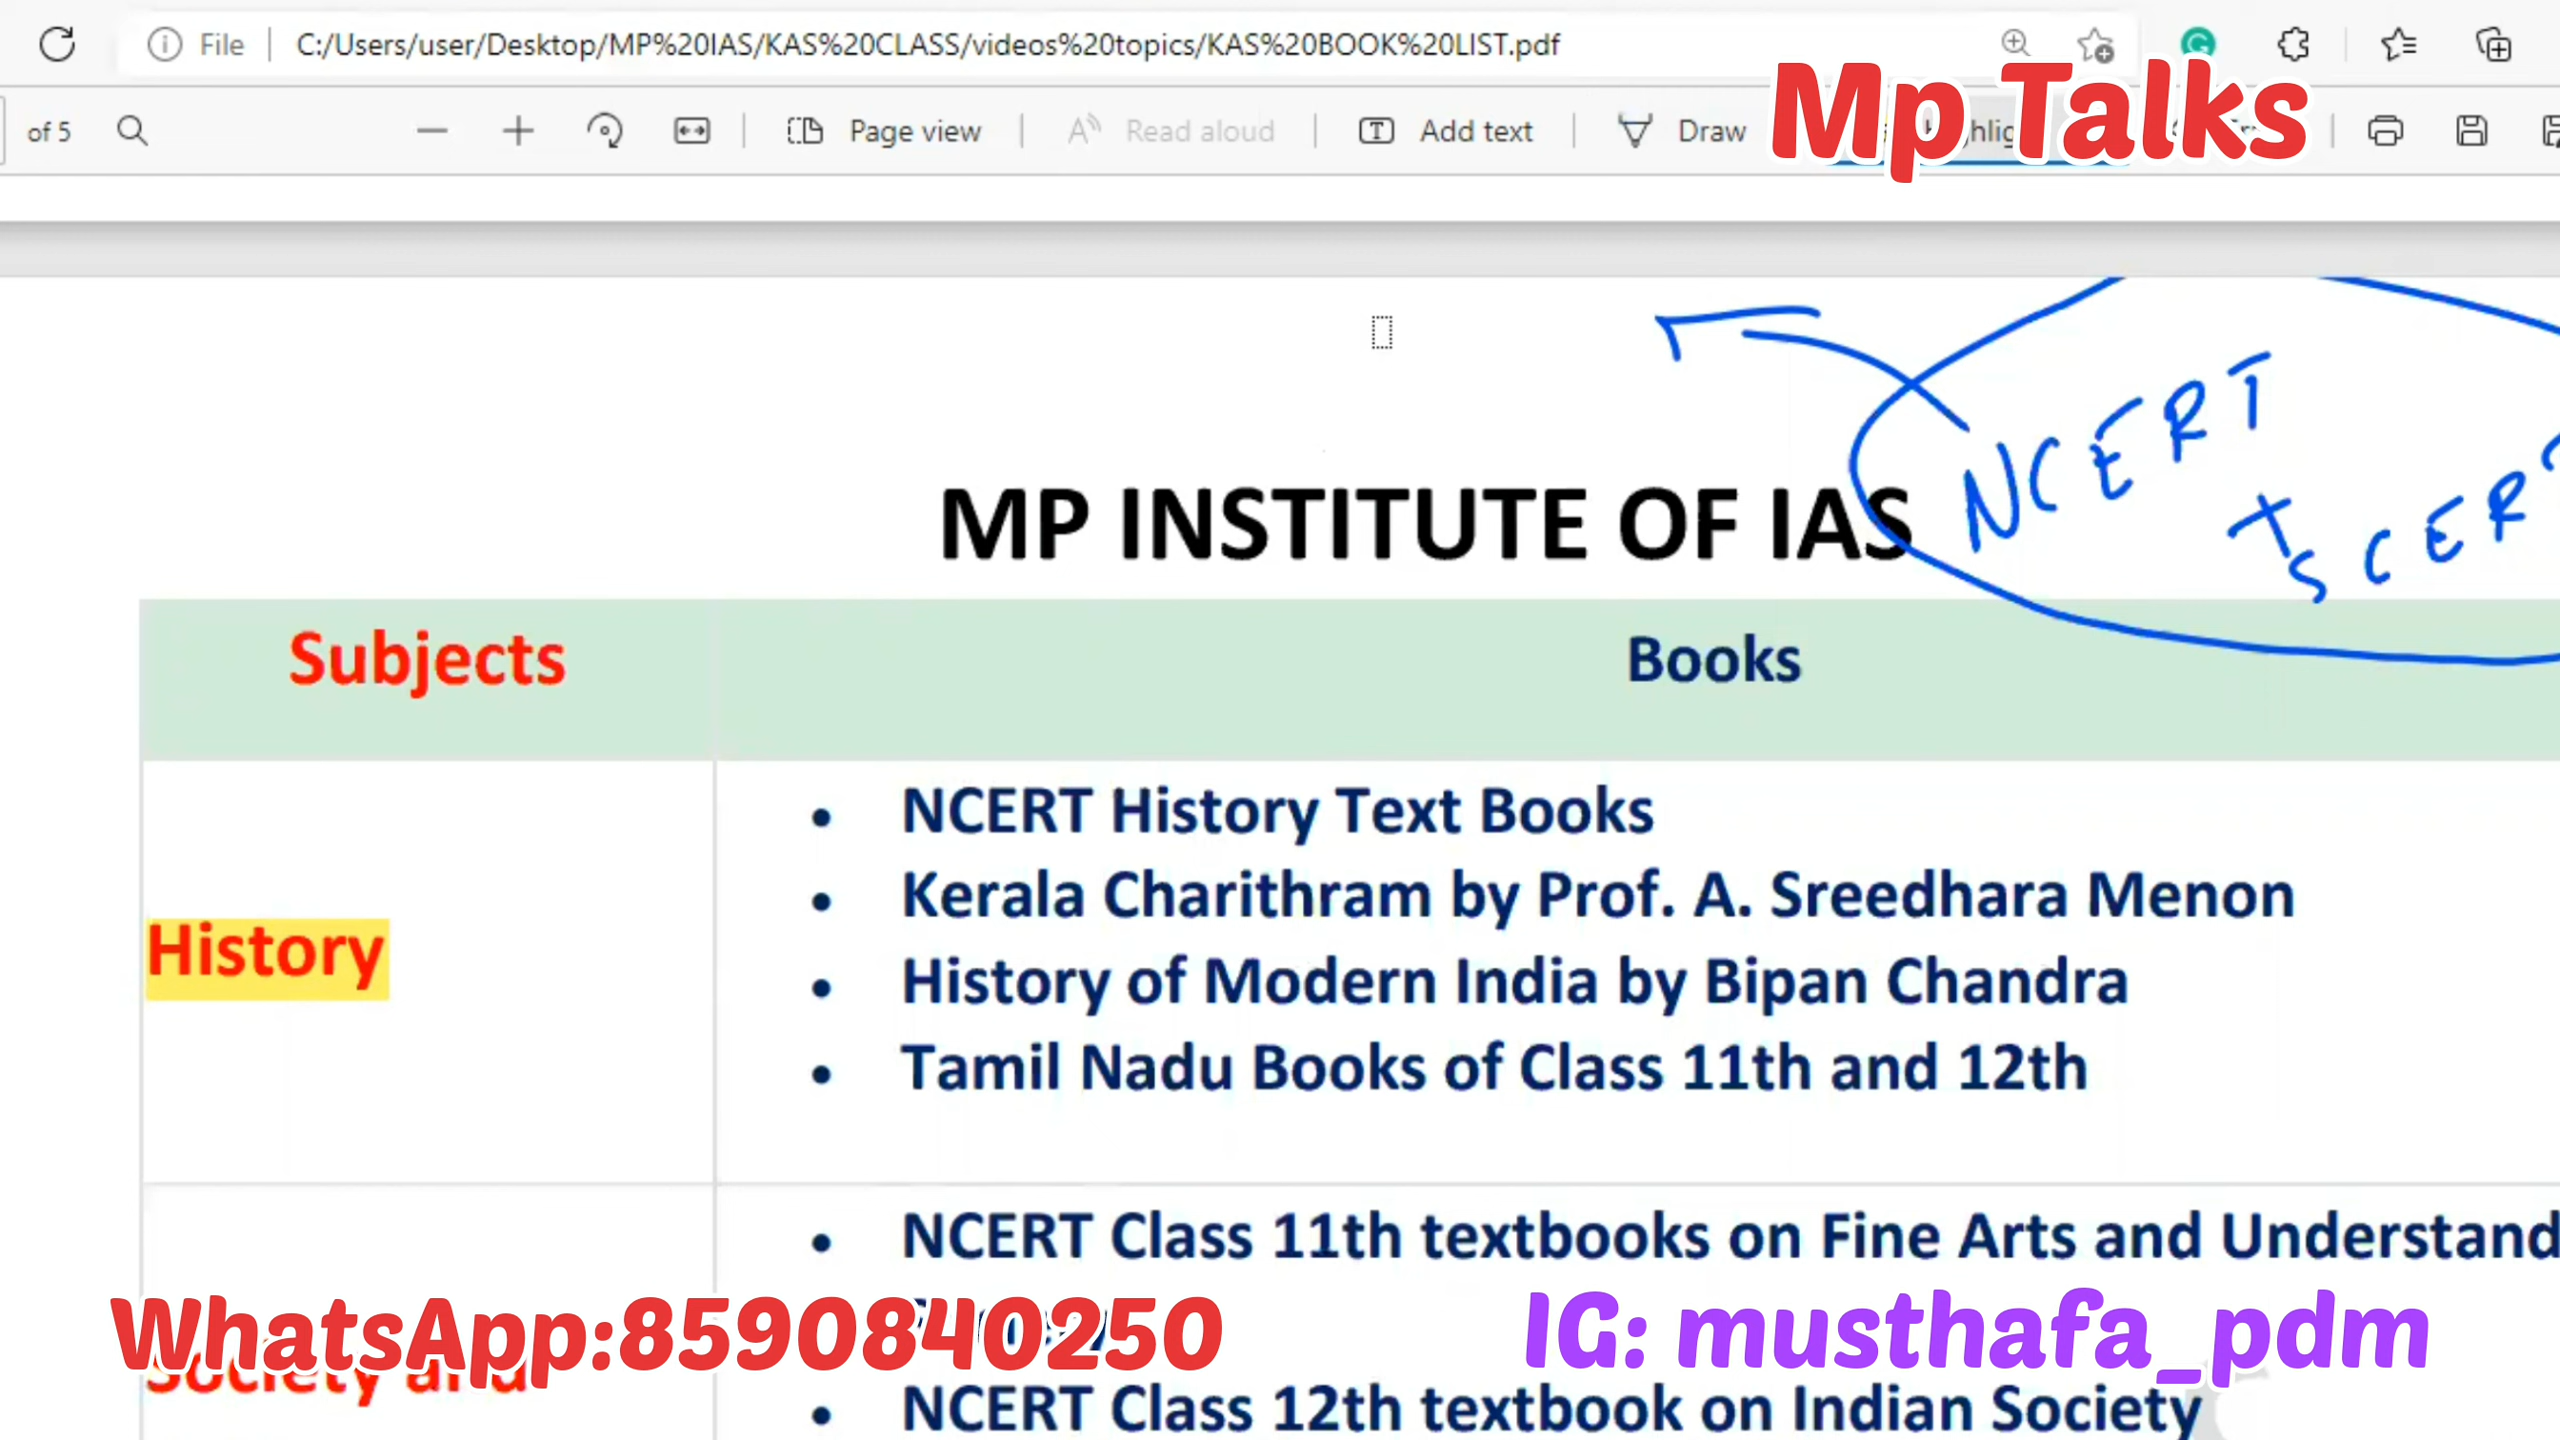 File C:/Users/user/Desktop/MP%20IAS/KAS%20CLASS/videos%20topics/KAS%20BOOK%20LIST.pdf
Mp Talks
of 5 Page view Read aloud Add text Draw
NCERT
+ SCERT
MP INSTITUTE OF IAS
Subjects Books
History
• NCERT History Text Books
• Kerala Charithram by Prof. A. Sreedhara Menon
• History of Modern India by Bipan Chandra
• Tamil Nadu Books of Class 11th and 12th
• NCERT Class 11th textbooks on Fine Arts and Understand
WhatsApp:8590840250 IG: musthafa_pdm
Society and
• NCERT Class 12th textbook on Indian Society